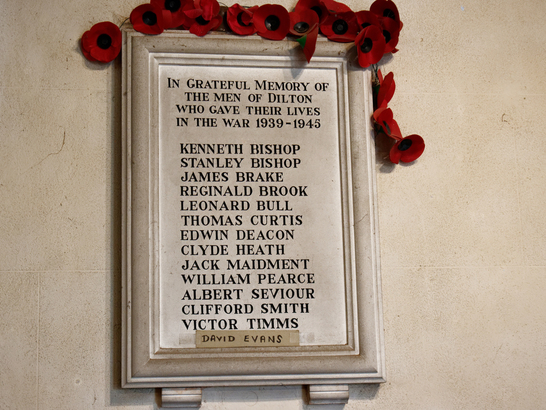 IN GRATEFUL MEMORY OF
THE MEN OF DILTON
WHO GAVE THEIR LIVES
IN THE WAR 1939-1945
KENNETH BISHOP
STANLEY BISHOP
JAMES BRAKE
REGINALD BROOK
LEONARD BULL
THOMAS CURTIS
EDWIN DEACON
CLYDE HEATH
JACK MAIDMENT
WILLIAM PEARCE
ALBERT SEVIOUR
CLIFFORD SMITH
VICTOR TIMMS
DAVID EVANS